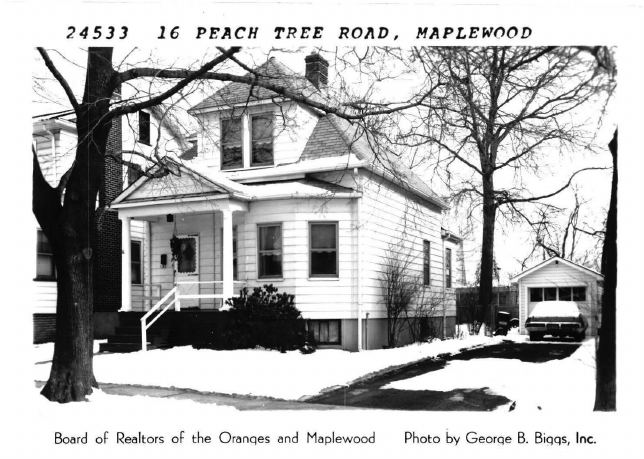 24533 16 PEACH TREE ROAD, MAPLEWOOD
Board of Realtors of the Oranges and Maplewood Photo by George B. Biggs, Inc.